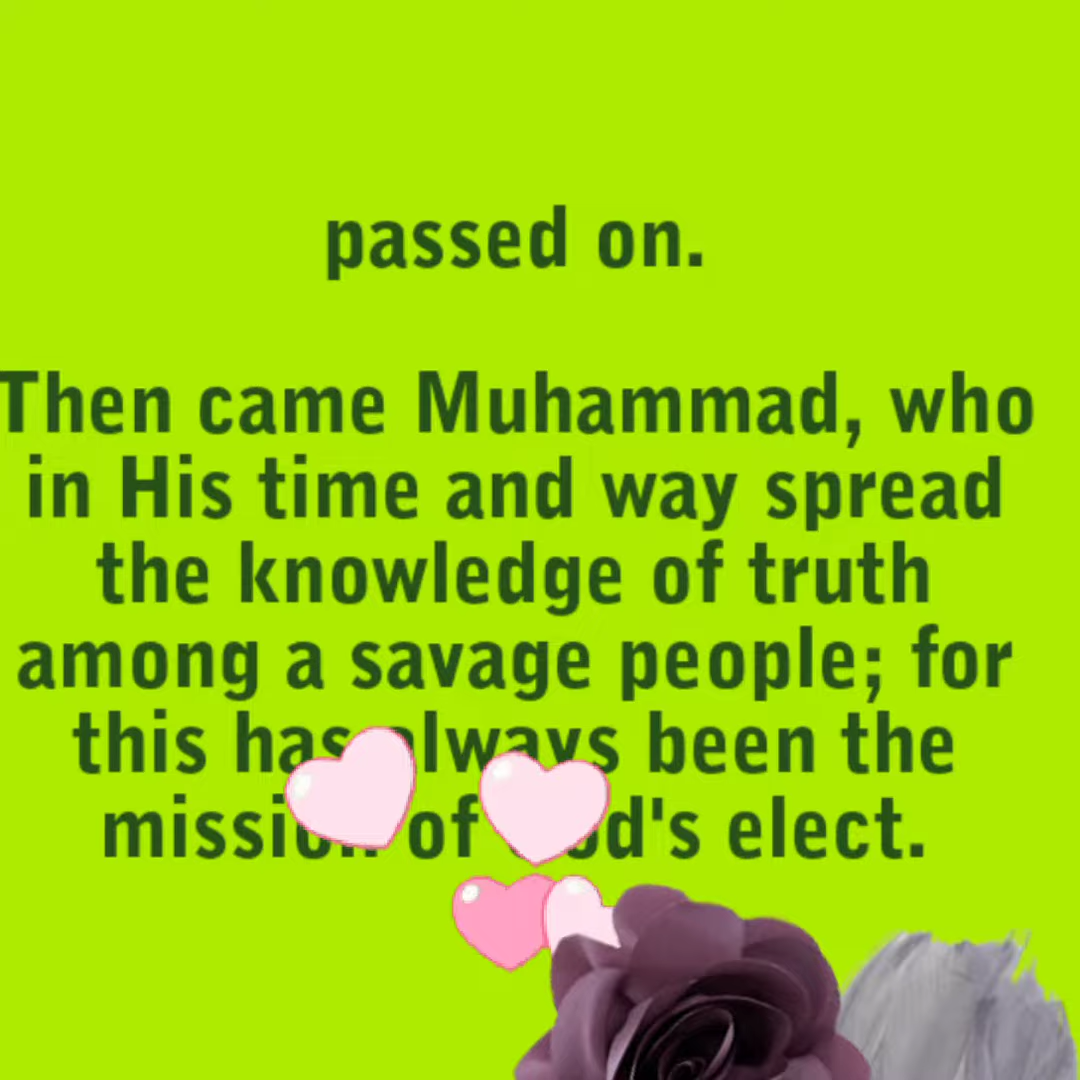 passed on.
Then came Muhammad, who
in His time and way spread
the knowledge of truth
among a savage people; for
this has always been the
mission of God's elect.